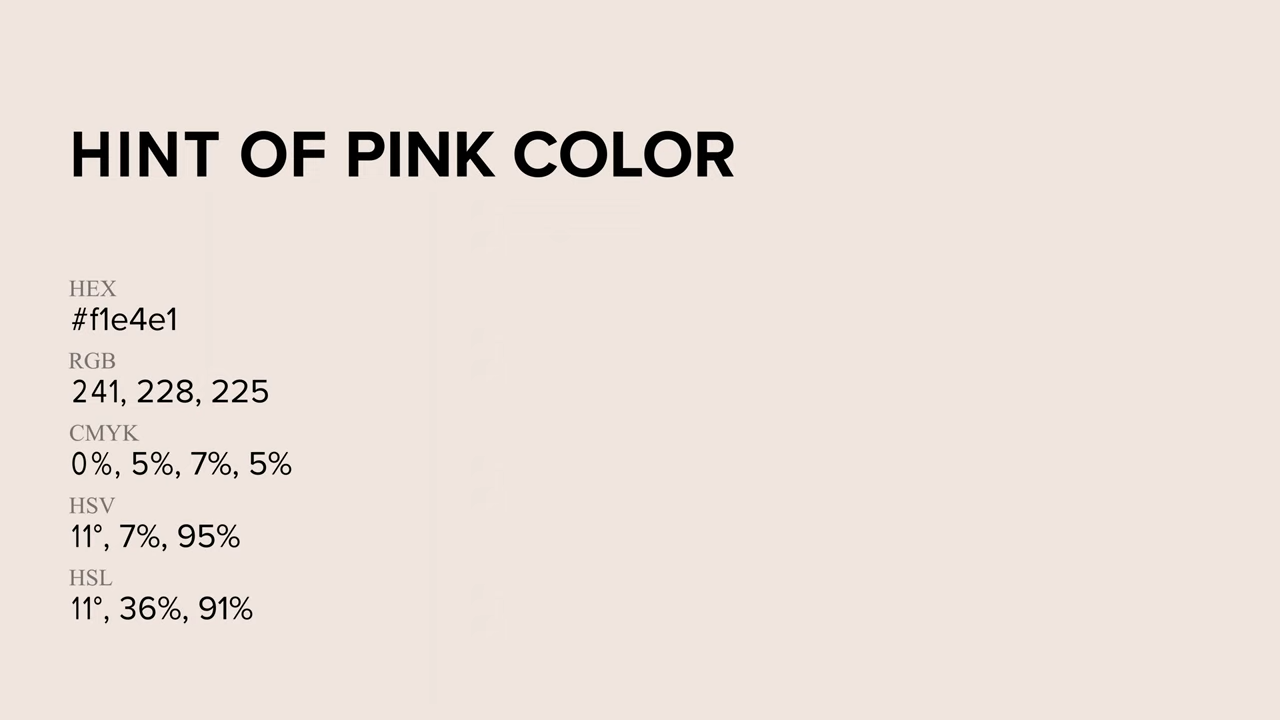 HINT OF PINK COLOR
HEX
#f1e4e1
RGB
241, 228, 225
CMYK
0%, 5%, 7%, 5%
HSV
11°, 7%, 95%
HSL
11°, 36%, 91%